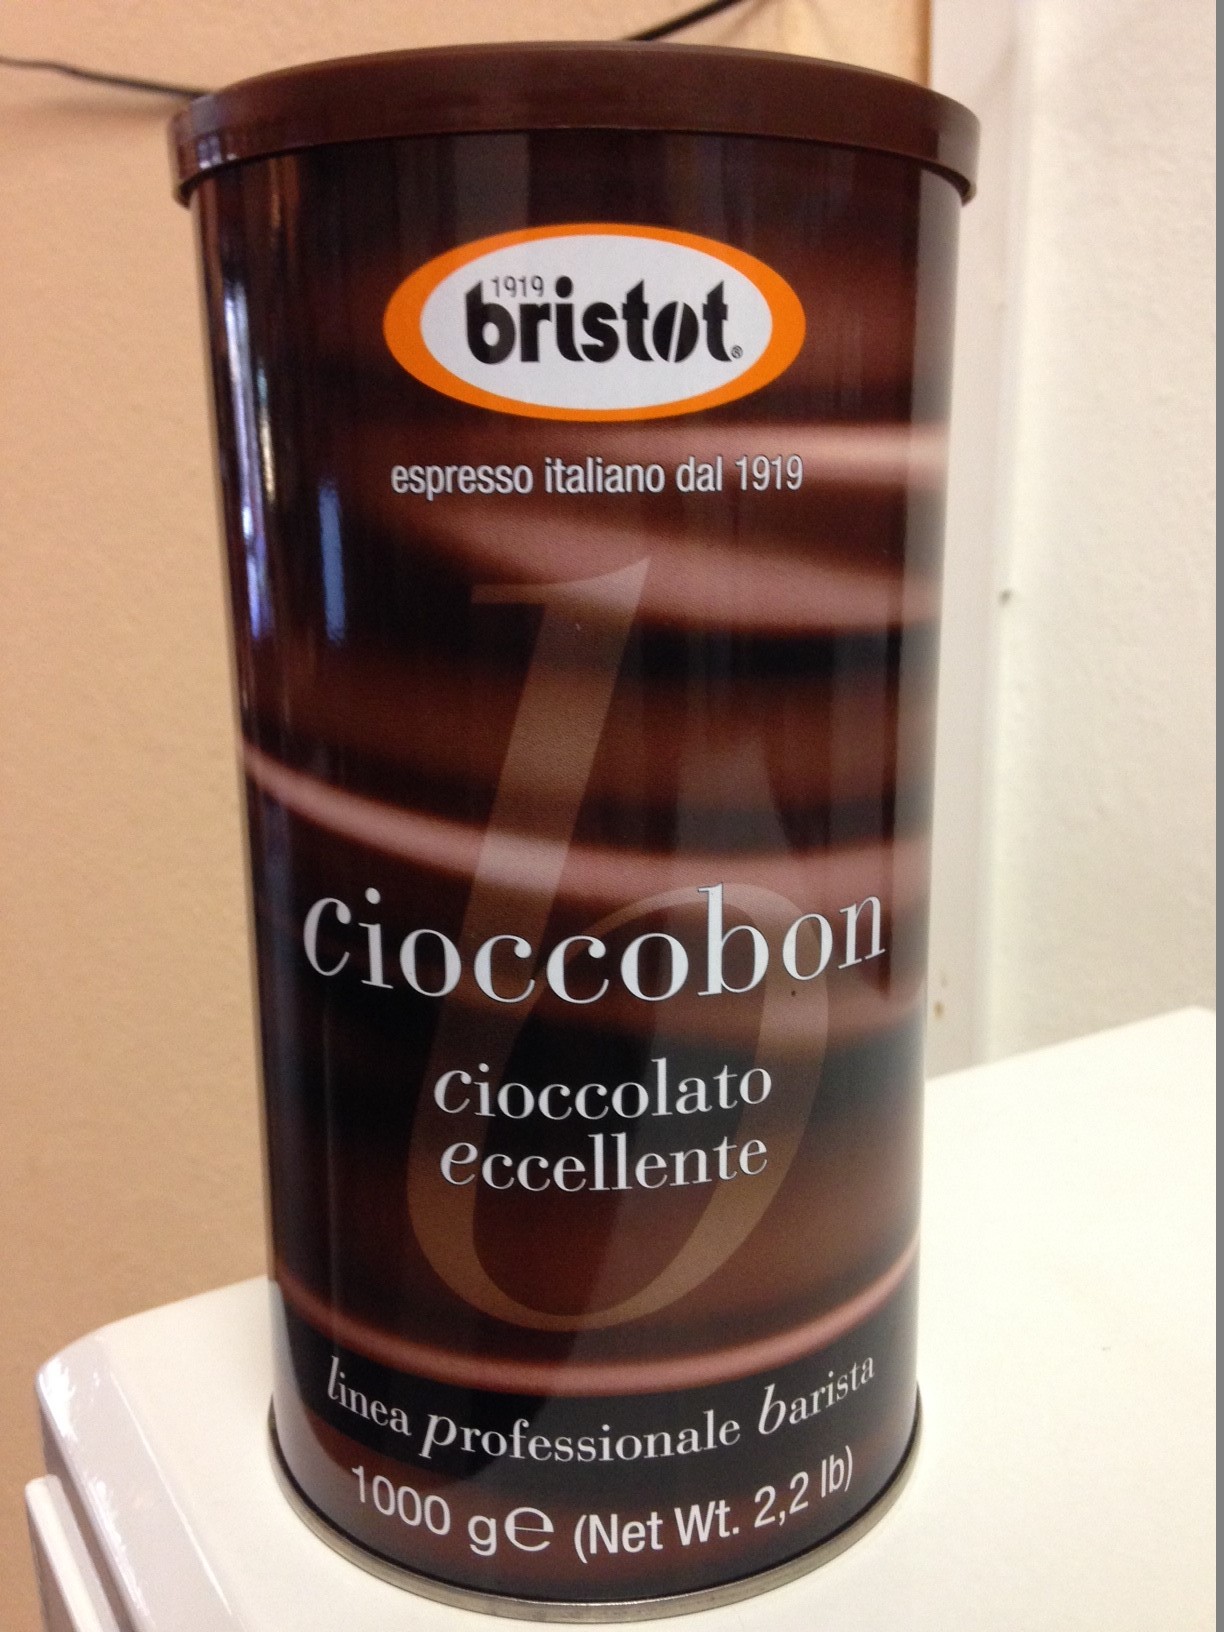 1919
bristot®
espresso italiano dal 1919
b
cioccobon
cioccolato
eccellente
linea professionale barista
1000 g℮ (Net Wt. 2,2 lb)